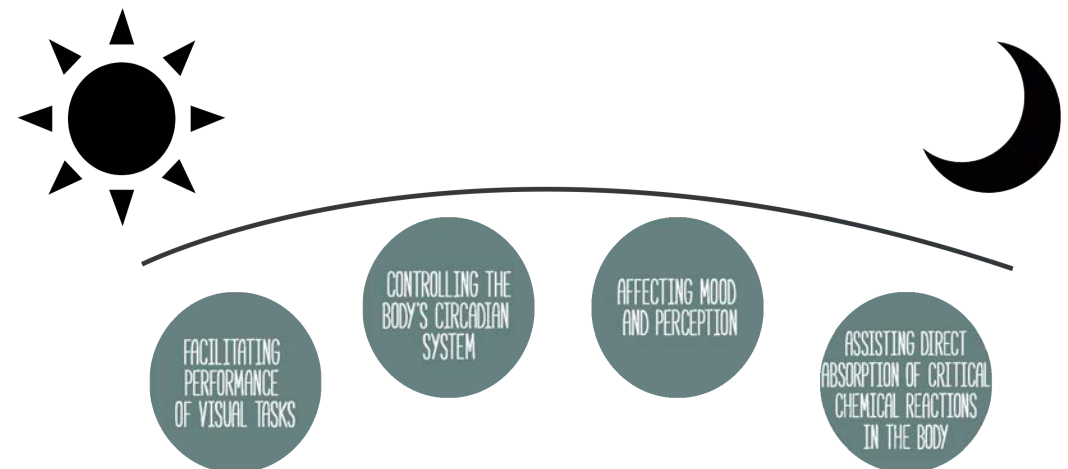 FACILITATING
PERFORMANCE
OF VISUAL TASKS
CONTROLLING THE
BODY'S CIRCADIAN
SYSTEM
AFFECTING MOOD
AND PERCEPTION
ASSISTING DIRECT
ABSORPTION OF CRITICAL
CHEMICAL REACTIONS
IN THE BODY